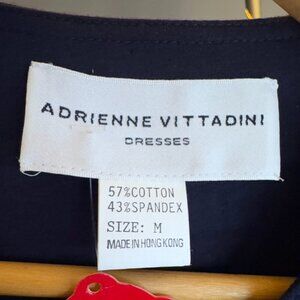 ADRIENNE VITTADINI
DRESSES
57%COTTON
43%SPANDEX
SIZE: M
MADE IN HONG KONG